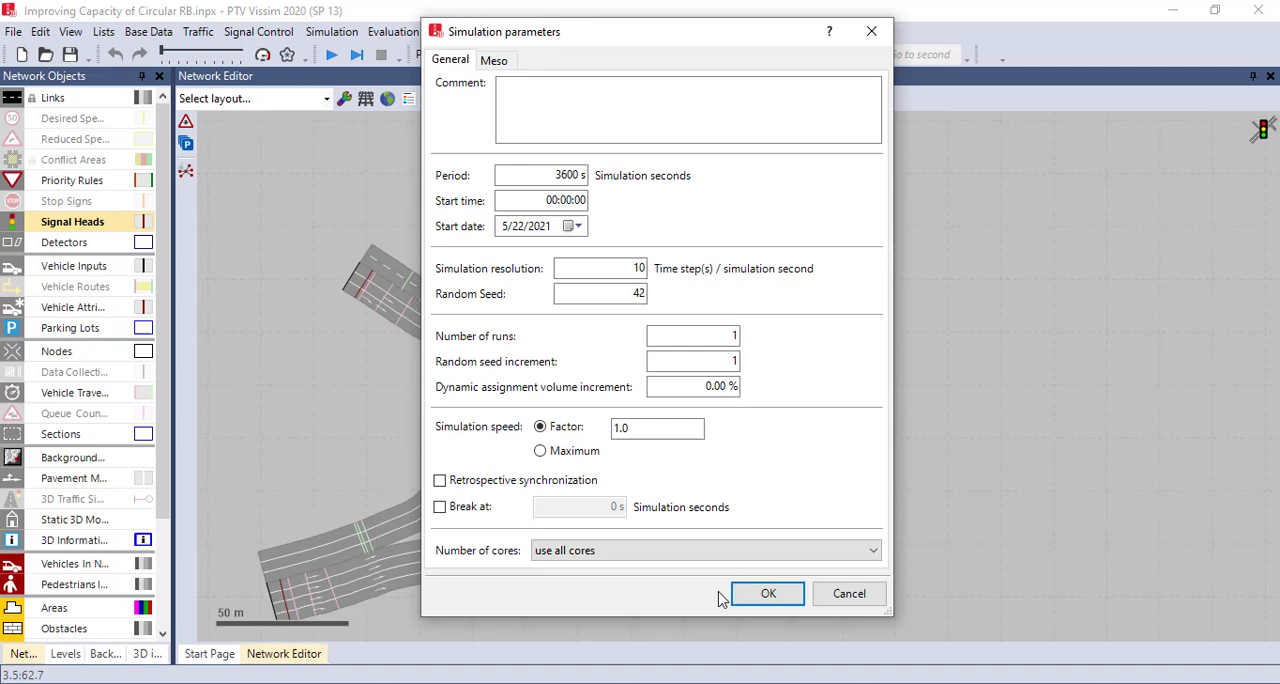 Improving Capacity of Circular RB.inpx - PTV Vissim 2020 (SP 13)
File Edit View Lists Base Data Traffic Signal Control Simulation Evaluation
Go to second
Network Objects
Network Editor
Select layout...
Links
Desired Spe...
Reduced Spe...
Conflict Areas
Priority Rules
Stop Signs
Signal Heads
Detectors
Vehicle Inputs
Vehicle Routes
Vehicle Attri...
Parking Lots
Nodes
Data Collecti...
Vehicle Trave...
Queue Coun...
Sections
Background...
Pavement M...
3D Traffic Si...
Static 3D Mo...
3D Informati...
Vehicles In N...
Pedestrians I...
Areas
Obstacles
Net... Levels Back... 3D i...
Start Page Network Editor
3.5:62.7
50 m
Simulation parameters
General Meso
Comment:
Period: 3600 s Simulation seconds
Start time: 00:00:00
Start date: 5/22/2021
Simulation resolution: 10 Time step(s) / simulation second
Random Seed: 42
Number of runs: 1
Random seed increment: 1
Dynamic assignment volume increment: 0.00 %
Simulation speed: Factor: 1.0
Maximum
Retrospective synchronization
Break at: 0 s Simulation seconds
Number of cores: use all cores
OK Cancel